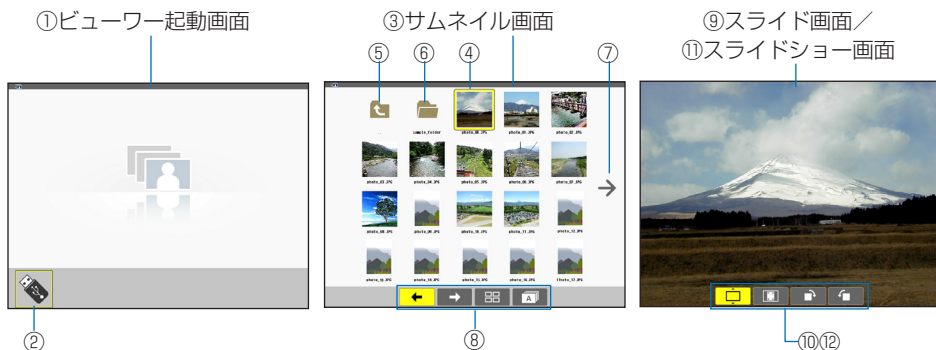 ①ビューワー起動画面
③サムネイル画面
⑨スライド画面／
⑪スライドショー画面
⑤
⑥
④
⑦
sample_folder
photo_00.JPG
photo_01.JPG
photo_02.JPG
photo_03.JPG
photo_04.JPG
photo_05.JPG
photo_06.JPG
photo_07.JPG
photo_08.JPG
photo_09.JPG
photo_10.JPG
photo_11.JPG
photo_12.JPG
photo_13.JPG
photo_14.JPG
photo_15.JPG
photo_16.JPG
photo_17.JPG
A
②
⑧
⑩⑫